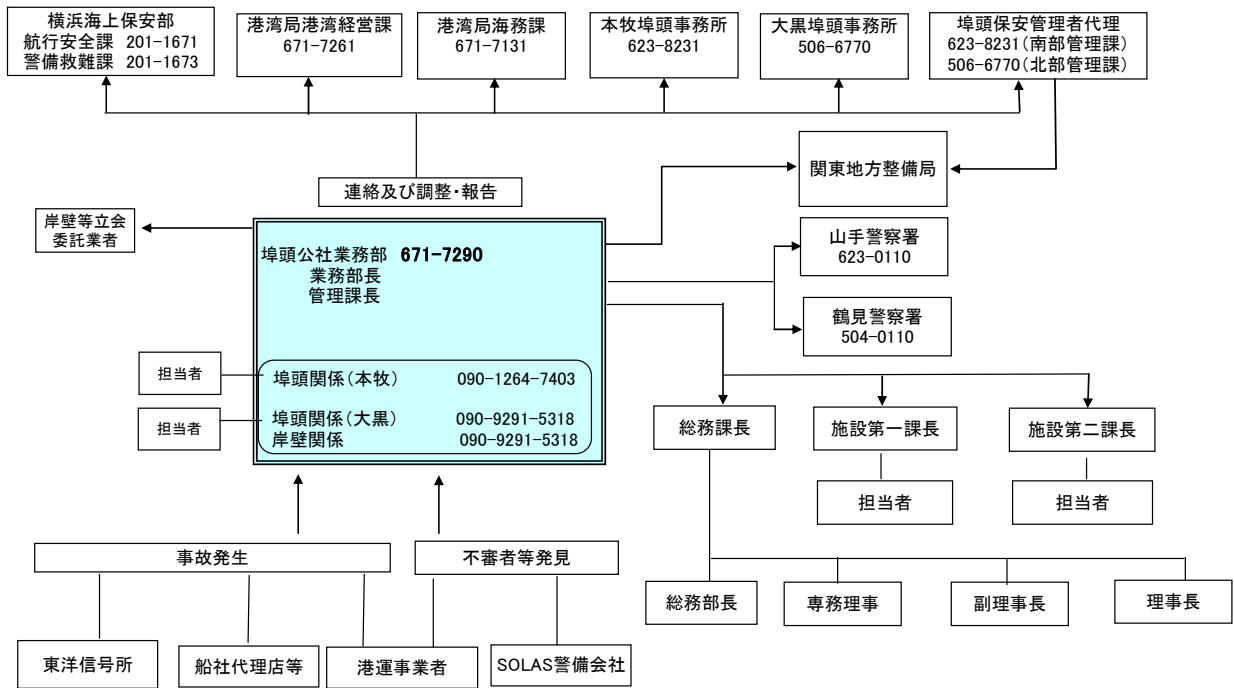 横浜海上保安部
航行安全課 201-1671
警備救難課 201-1673
港湾局港湾経営課
671-7261
港湾局海務課
671-7131
本牧埠頭事務所
623-8231
大黒埠頭事務所
506-6770
埠頭保安管理者代理
623-8231(南部管理課)
506-6770(北部管理課)
連絡及び調整・報告
関東地方整備局
岸壁等立会
委託業者
埠頭公社業務部 671-7290
業務部長
管理課長
山手警察署
623-0110
鶴見警察署
504-0110
担当者
埠頭関係(本牧) 090-1264-7403
担当者
埠頭関係(大黒) 090-9291-5318
岸壁関係 090-9291-5318
総務課長
施設第一課長
施設第二課長
担当者
担当者
事故発生
不審者等発見
総務部長
専務理事
副理事長
理事長
東洋信号所
船社代理店等
港運事業者
SOLAS警備会社